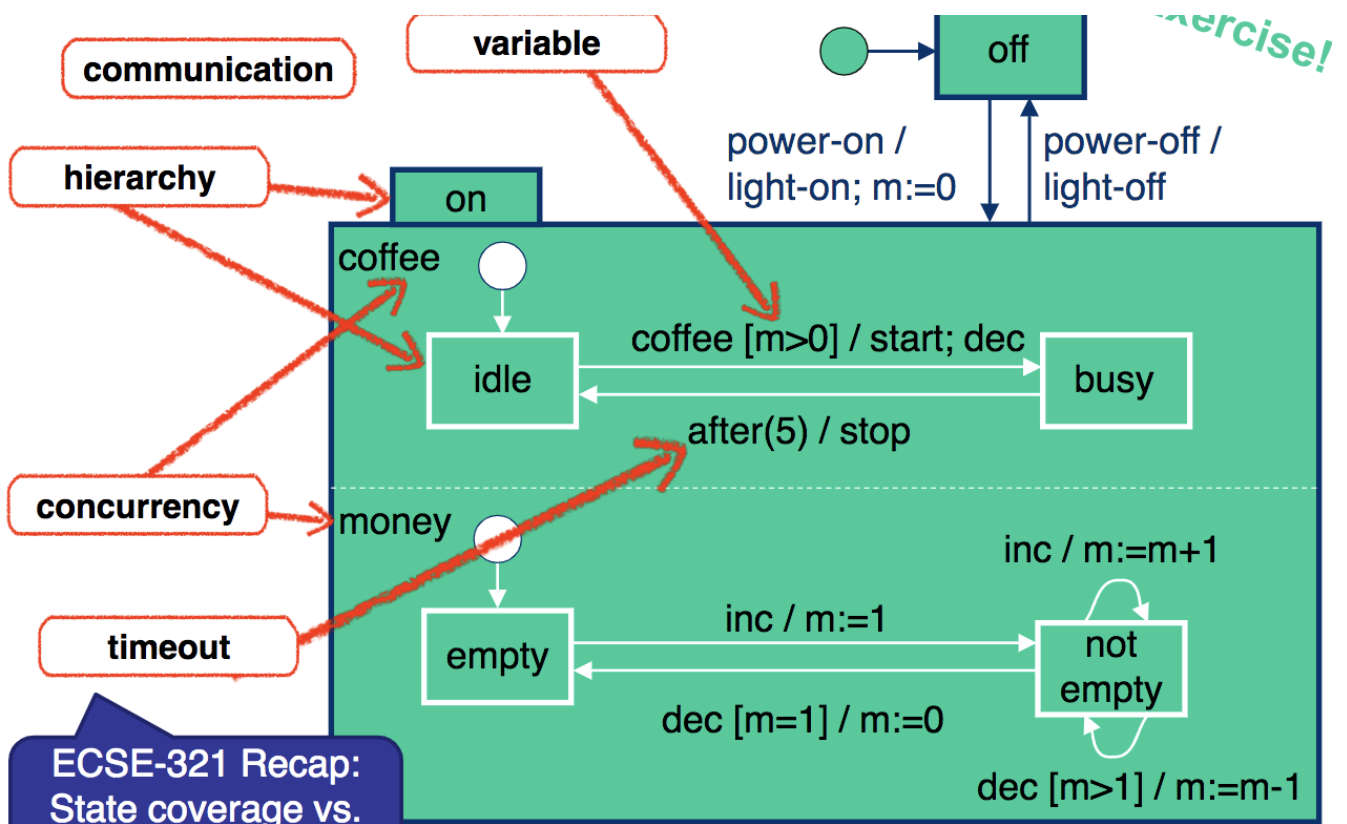 communication
variable
off
hierarchy
on
power-on /
light-on; m:=0
power-off /
light-off
coffee
idle
coffee [m>0] / start; dec
busy
after(5) / stop
concurrency
money
inc / m:=m+1
timeout
empty
inc / m:=1
not
empty
dec [m=1] / m:=0
dec [m>1] / m:=m-1
ECSE-321 Recap:
State coverage vs.